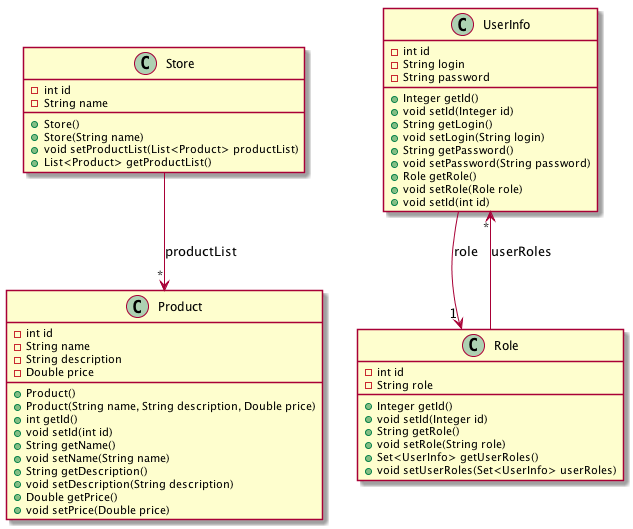 C Store
int id
String name
Store()
Store(String name)
void setProductList(List<Product> productList)
List<Product> getProductList()
productList
*
C Product
int id
String name
String description
Double price
Product()
Product(String name, String description, Double price)
int getId()
void setId(int id)
String getName()
void setName(String name)
String getDescription()
void setDescription(String description)
Double getPrice()
void setPrice(Double price)
C UserInfo
int id
String login
String password
Integer getId()
void setId(Integer id)
String getLogin()
void setLogin(String login)
String getPassword()
void setPassword(String password)
Role getRole()
void setRole(Role role)
void setId(int id)
*
role
userRoles
1
C Role
int id
String role
Integer getId()
void setId(Integer id)
String getRole()
void setRole(String role)
Set<UserInfo> getUserRoles()
void setUserRoles(Set<UserInfo> userRoles)